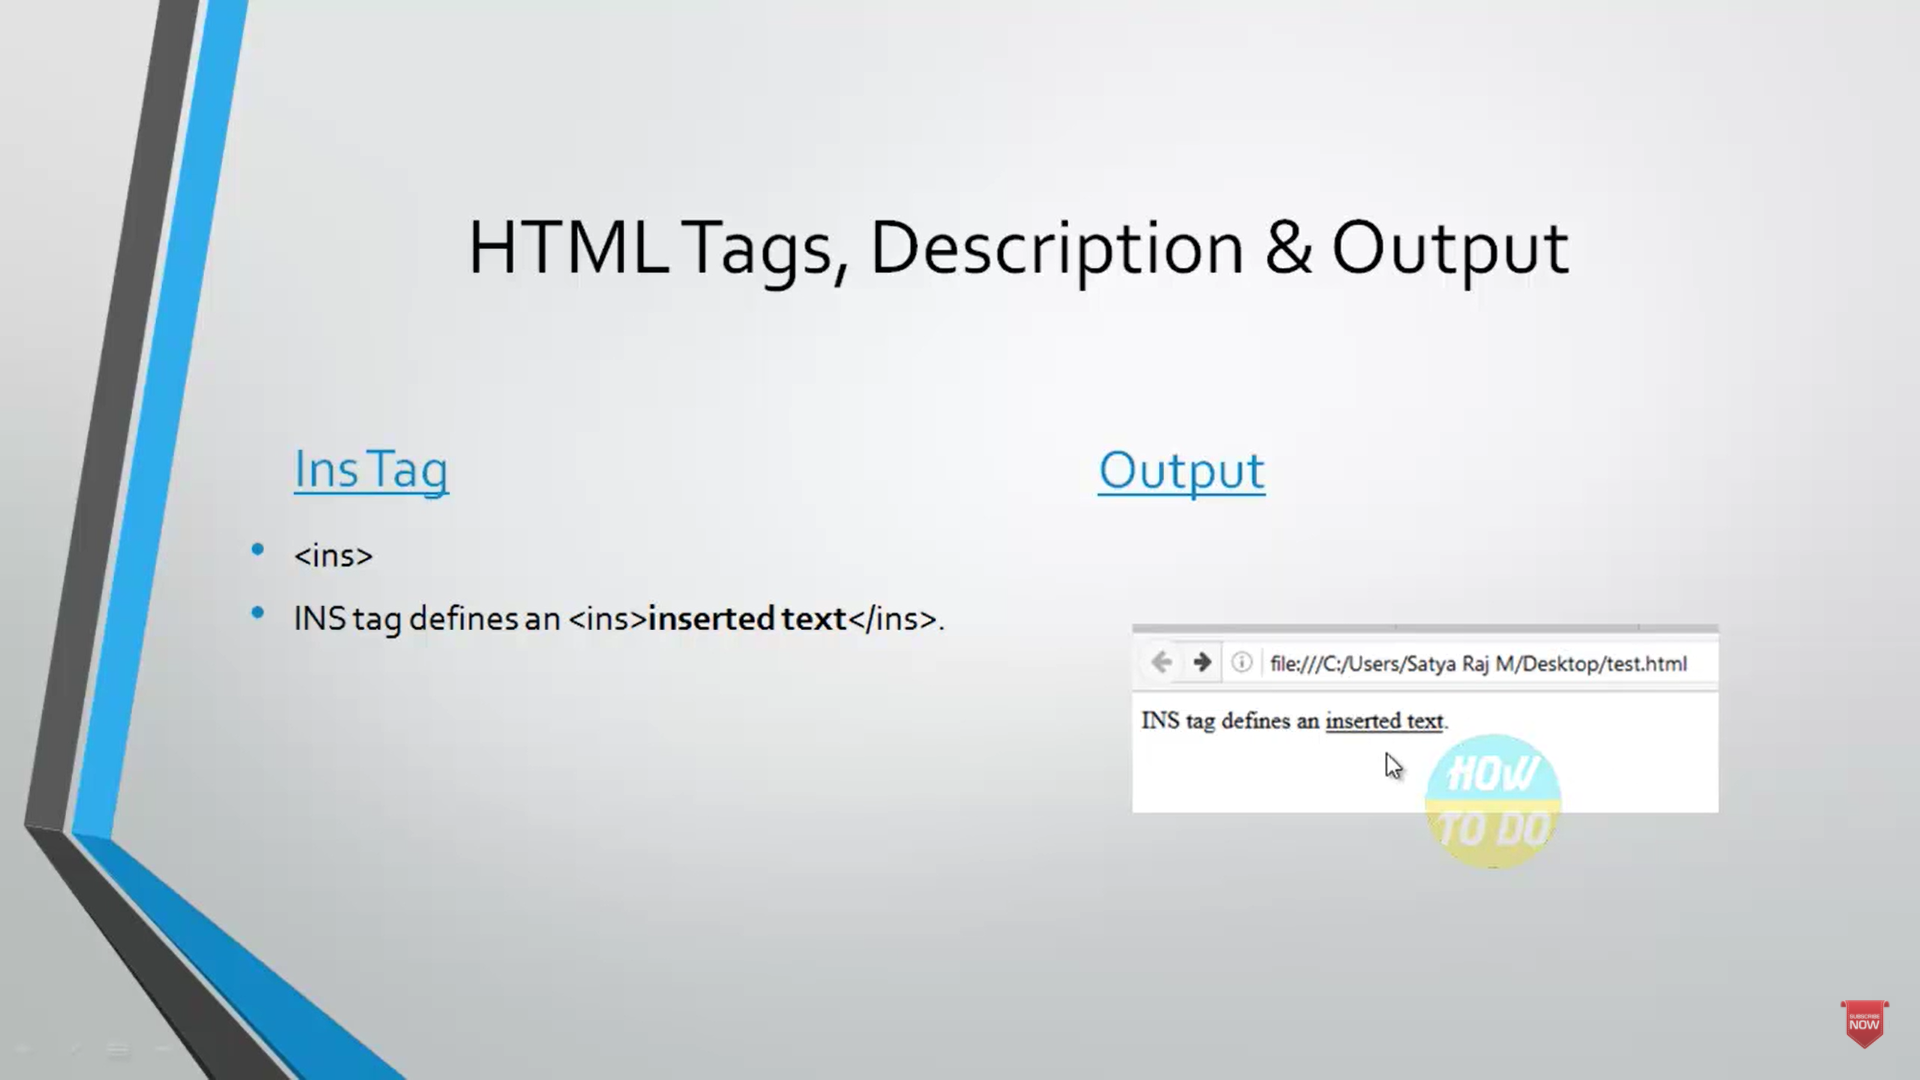 HTML Tags, Description & Output
Ins Tag
<ins>
INS tag defines an <ins>inserted text</ins>.
Output
file:///C:/Users/Satya Raj M/Desktop/test.html
INS tag defines an inserted text.
HOW
TO DO
SUBSCRIBE
NOW